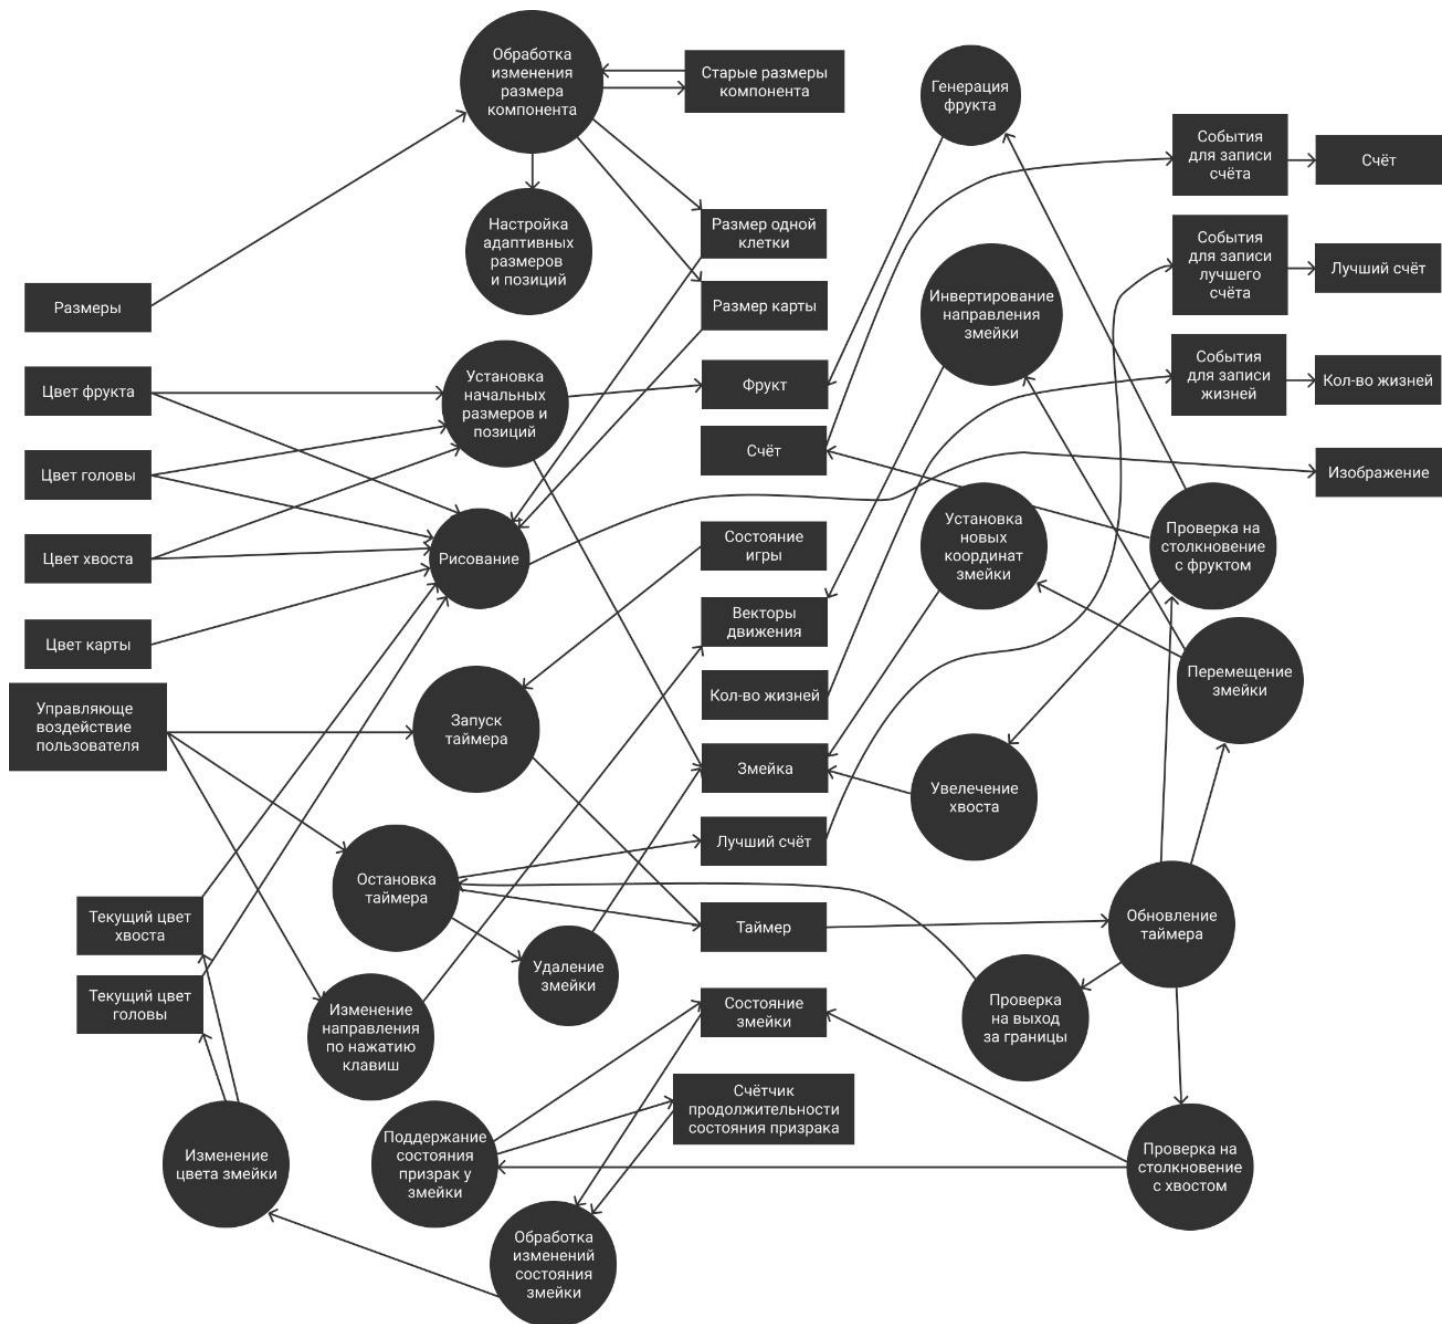 Обработка
изменения
размера
компонента
Старые размеры
компонента
Генерация
фрукта
События
для записи
счёта
Счёт
Настройка
адаптивных
размеров
и позиций
Размер одной
клетки
События
для записи
лучшего
счёта
Лучший счёт
Размеры
Размер карты
Инвертирование
направления
змейки
События
для записи
жизней
Кол-во жизней
Цвет фрукта
Установка
начальных
размеров и
позиций
Фрукт
Цвет головы
Счёт
Изображение
Цвет хвоста
Рисование
Состояние
игры
Установка
новых
координат
змейки
Проверка на
столкновение
с фруктом
Цвет карты
Векторы
движения
Перемещение
змейки
Управляюще
воздействие
пользователя
Запуск
таймера
Кол-во жизней
Змейка
Увелечение
хвоста
Лучший счёт
Остановка
таймера
Текущий цвет
хвоста
Таймер
Обновление
таймера
Удаление
змейки
Текущий цвет
головы
Изменение
направления
по нажатию
клавиш
Состояние
змейки
Проверка
на выход
за границы
Счётчик
продолжительности
состояния призрака
Изменение
цвета змейки
Поддержание
состояния
призрак у
змейки
Проверка на
столкновение
с хвостом
Обработка
изменений
состояния
змейки